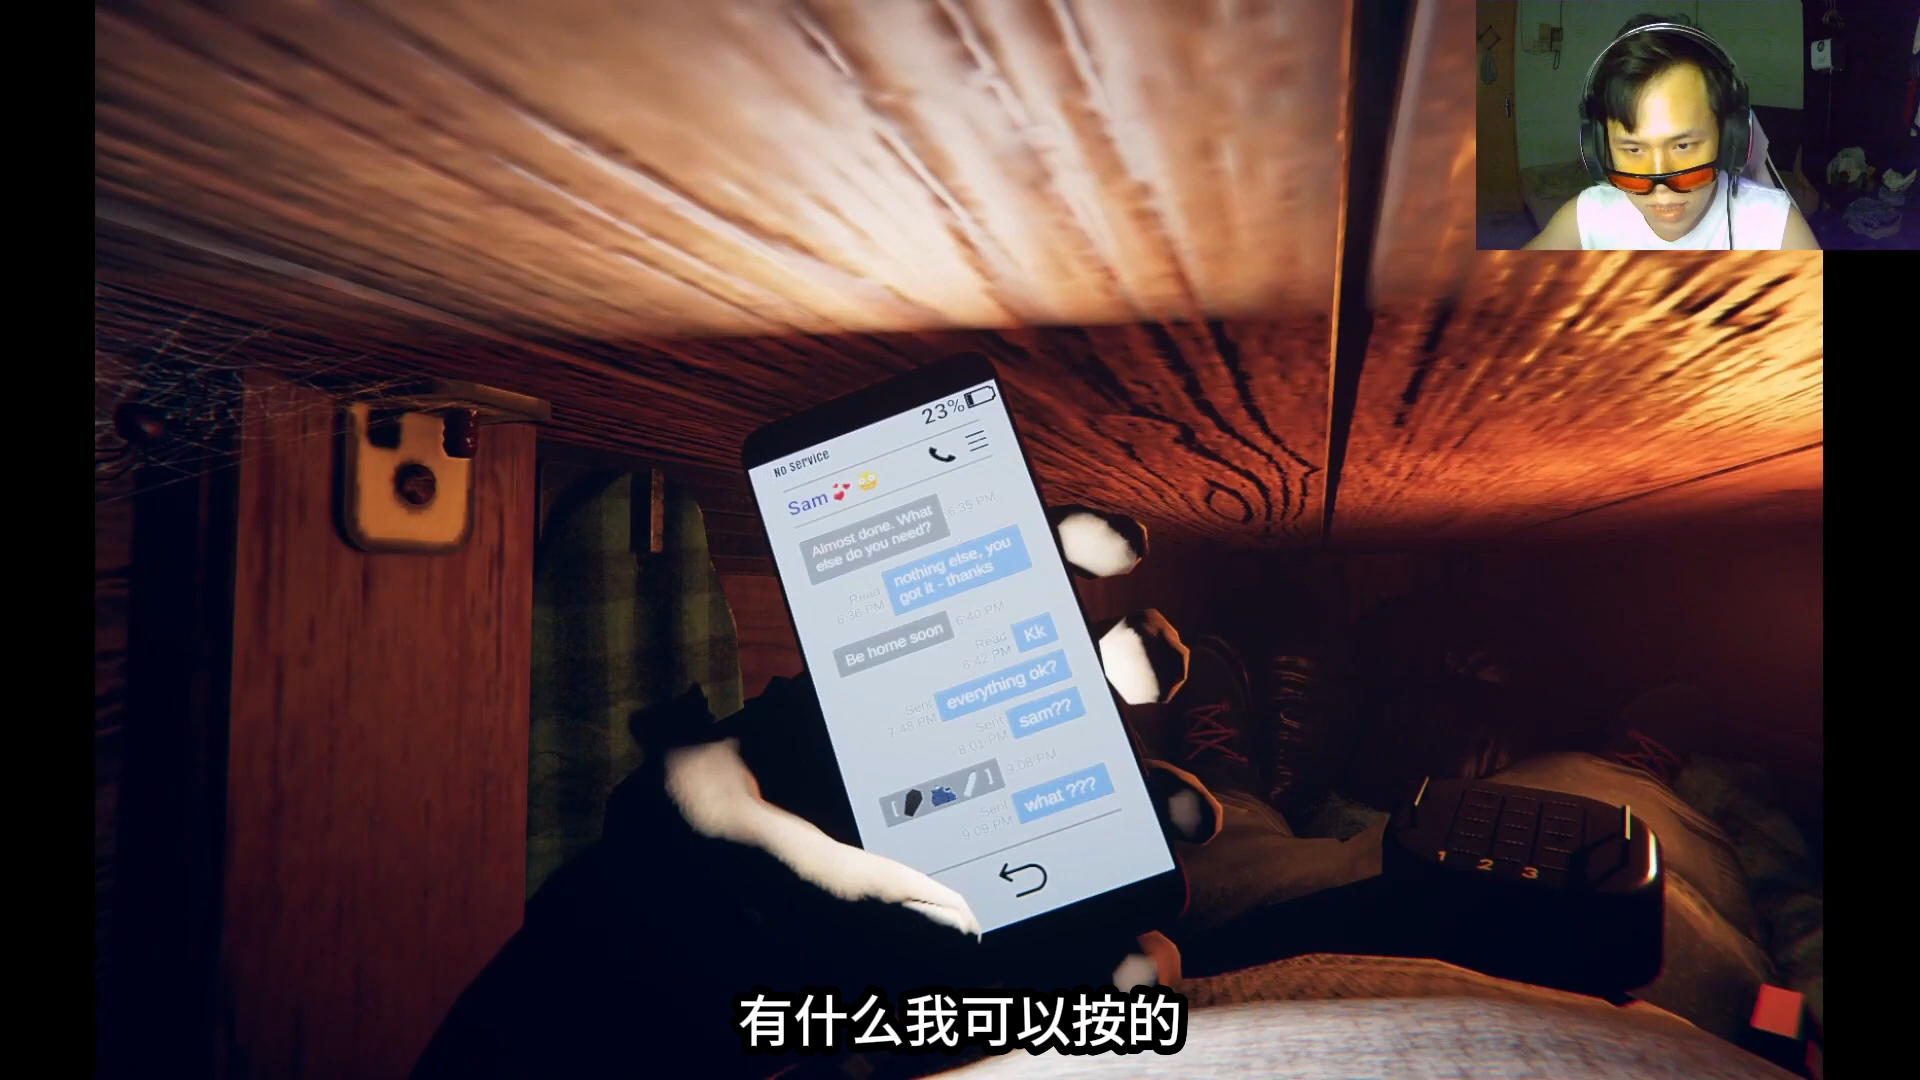 23%
No service
Sam
Almost done. What
else do you need?
6:35 PM
nothing else, you
got it - thanks
Read
6:36 PM
Be home soon
6:40 PM
Kk
Read
6:42 PM
everything ok?
Sent
7:48 PM
sam??
Sent
8:01 PM
[ ]
9:08 PM
what ???
Sent
9:09 PM
1 2 3
有什么我可以按的